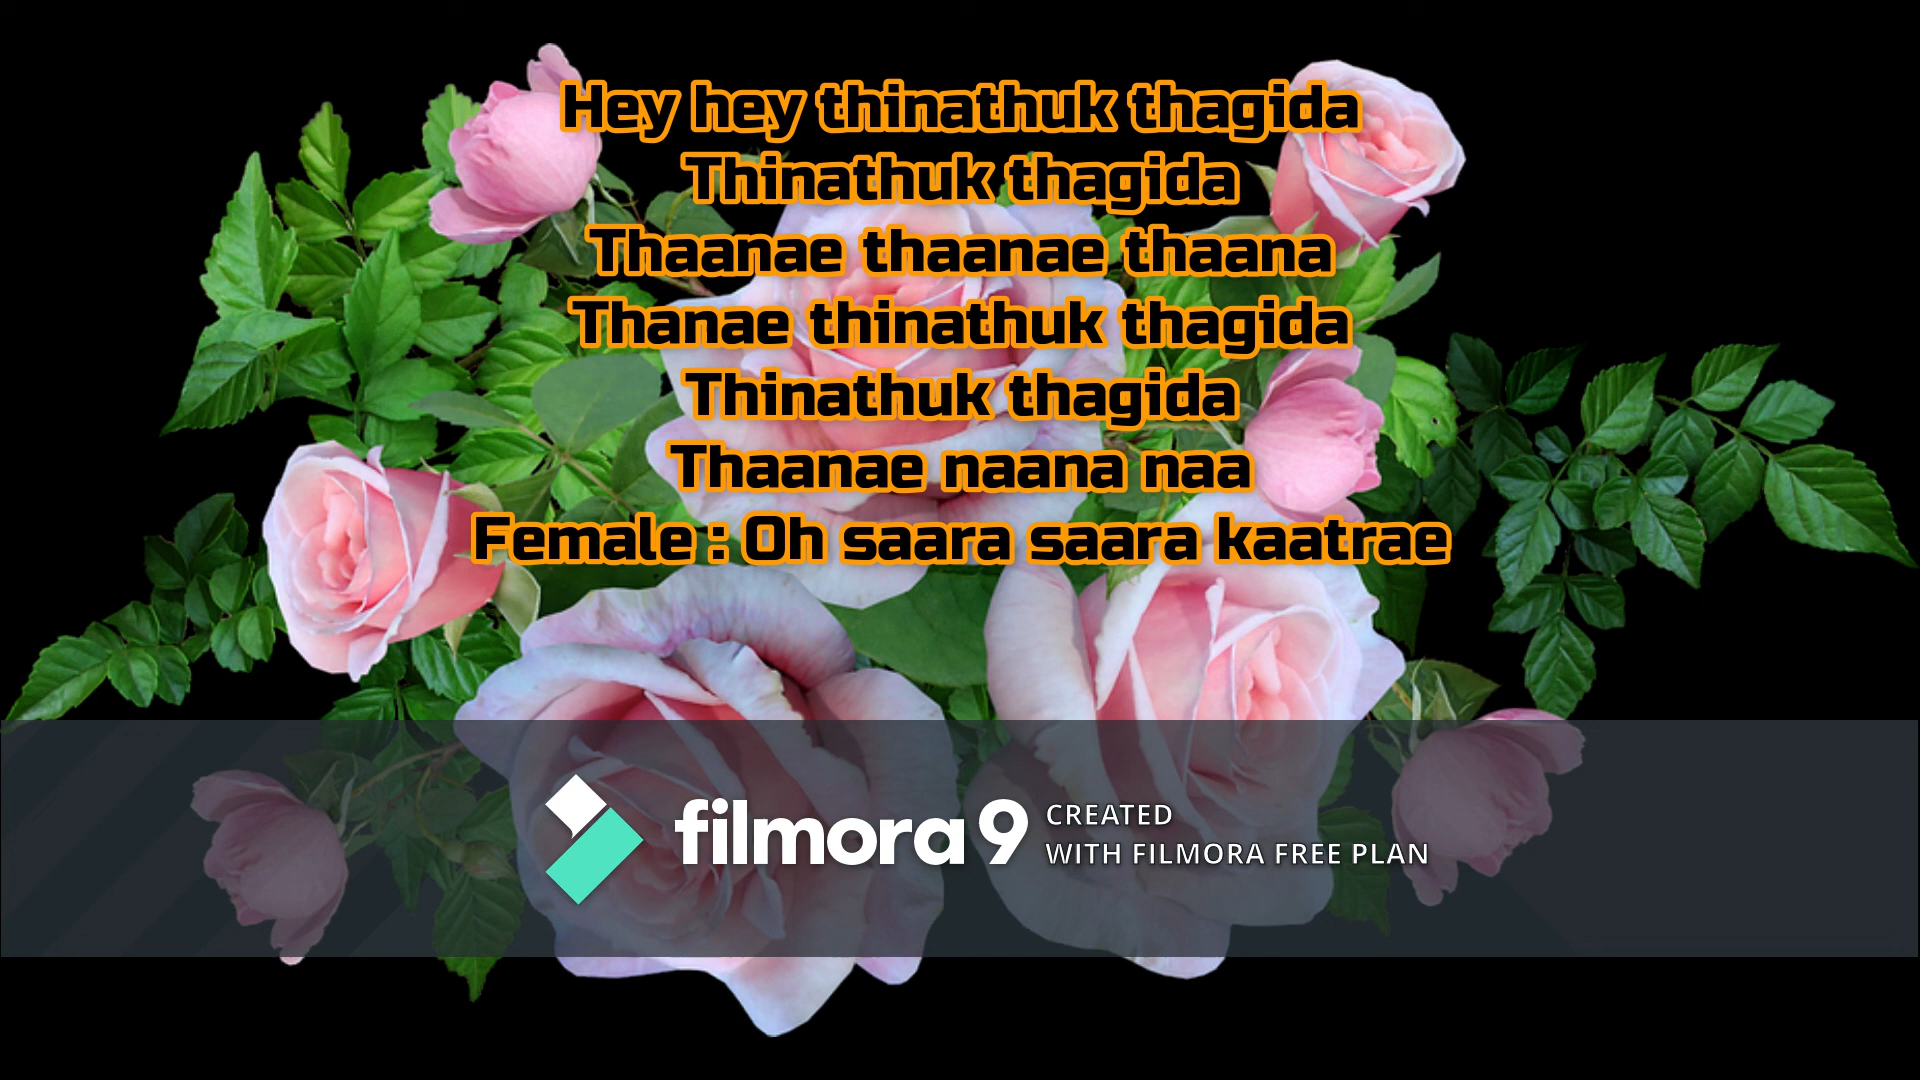 Hey hey thinathuk thagida
Thinathuk thagida
Thaanae thaanae thaana
Thanae thinathuk thagida
Thinathuk thagida
Thaanae naana naa
Female : Oh saara saara kaatrae
filmora 9 CREATED
WITH FILMORA FREE PLAN